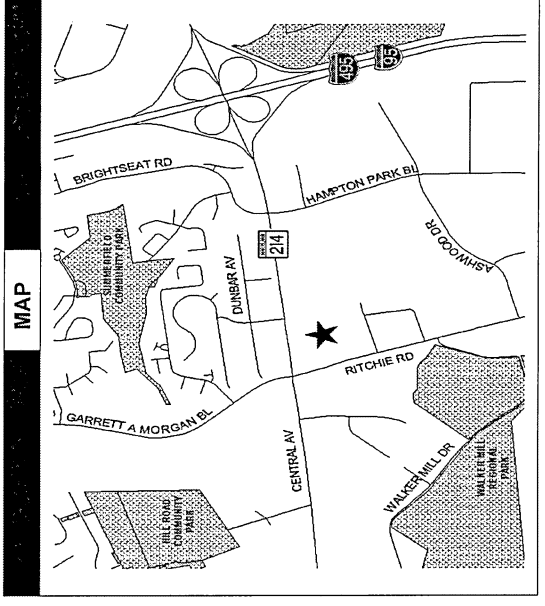 MAP
495
95
BRIGHTSEAT RD
HAMPTON PARK BL
SUMMERFIELD
COMMUNITY PARK
214
DUNBAR AV
ASHWOOD DR
RITCHIE RD
GARRETT A MORGAN BL
CENTRAL AV
WALKER MILL DR
WALKER MILL
REGIONAL
PARK
HILL ROAD
COMMUNITY
PARK